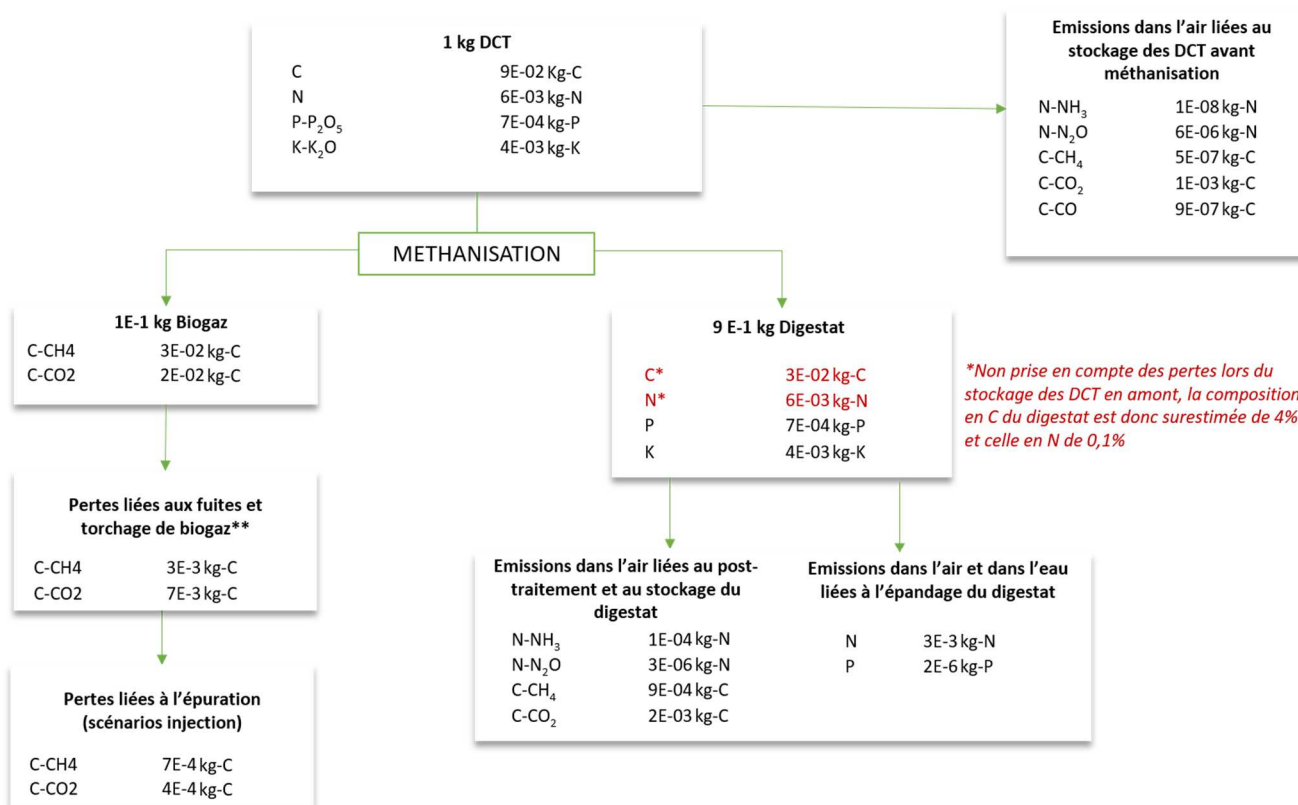 1 kg DCT
C 9E-02 Kg-C
N 6E-03 kg-N
P-P₂O₅ 7E-04 kg-P
K-K₂O 4E-03 kg-K
Emissions dans l’air liées au
stockage des DCT avant
méthanisation
N-NH₃ 1E-08 kg-N
N-N₂O 6E-06 kg-N
C-CH₄ 5E-07 kg-C
C-CO₂ 1E-03 kg-C
C-CO 9E-07 kg-C
METHANISATION
1E-1 kg Biogaz
C-CH4 3E-02 kg-C
C-CO2 2E-02 kg-C
9 E-1 kg Digestat
C* 3E-02 kg-C
N* 6E-03 kg-N
P 7E-04 kg-P
K 4E-03 kg-K
*Non prise en compte des pertes lors du
stockage des DCT en amont, la composition
en C du digestat est donc surestimée de 4%
et celle en N de 0,1%
Pertes liées aux fuites et
torchage de biogaz**
C-CH4 3E-3 kg-C
C-CO2 7E-3 kg-C
Emissions dans l’air liées au post-
traitement et au stockage du
digestat
N-NH₃ 1E-04 kg-N
N-N₂O 3E-06 kg-N
C-CH₄ 9E-04 kg-C
C-CO₂ 2E-03 kg-C
Emissions dans l’air et dans l’eau
liées à l’épandage du digestat
N 3E-3 kg-N
P 2E-6 kg-P
Pertes liées à l’épuration
(scénarios injection)
C-CH4 7E-4 kg-C
C-CO2 4E-4 kg-C